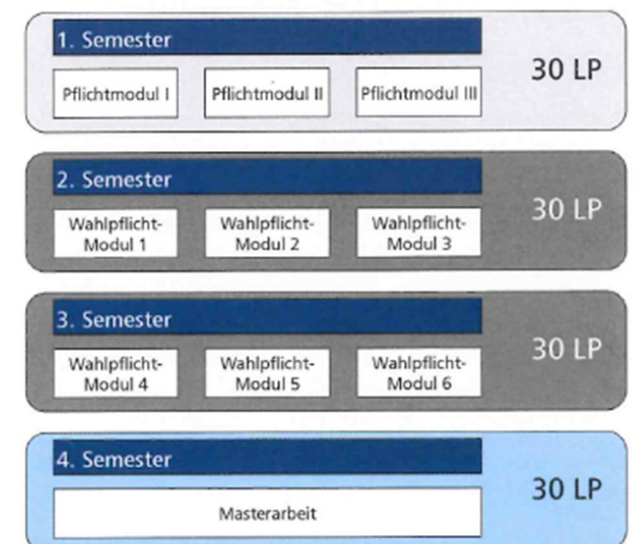 1. Semester
30 LP
Pflichtmodul I
Pflichtmodul II
Pflichtmodul III
2. Semester
30 LP
Wahlpflicht-
Modul 1
Wahlpflicht-
Modul 2
Wahlpflicht-
Modul 3
3. Semester
30 LP
Wahlpflicht-
Modul 4
Wahlpflicht-
Modul 5
Wahlpflicht-
Modul 6
4. Semester
30 LP
Masterarbeit